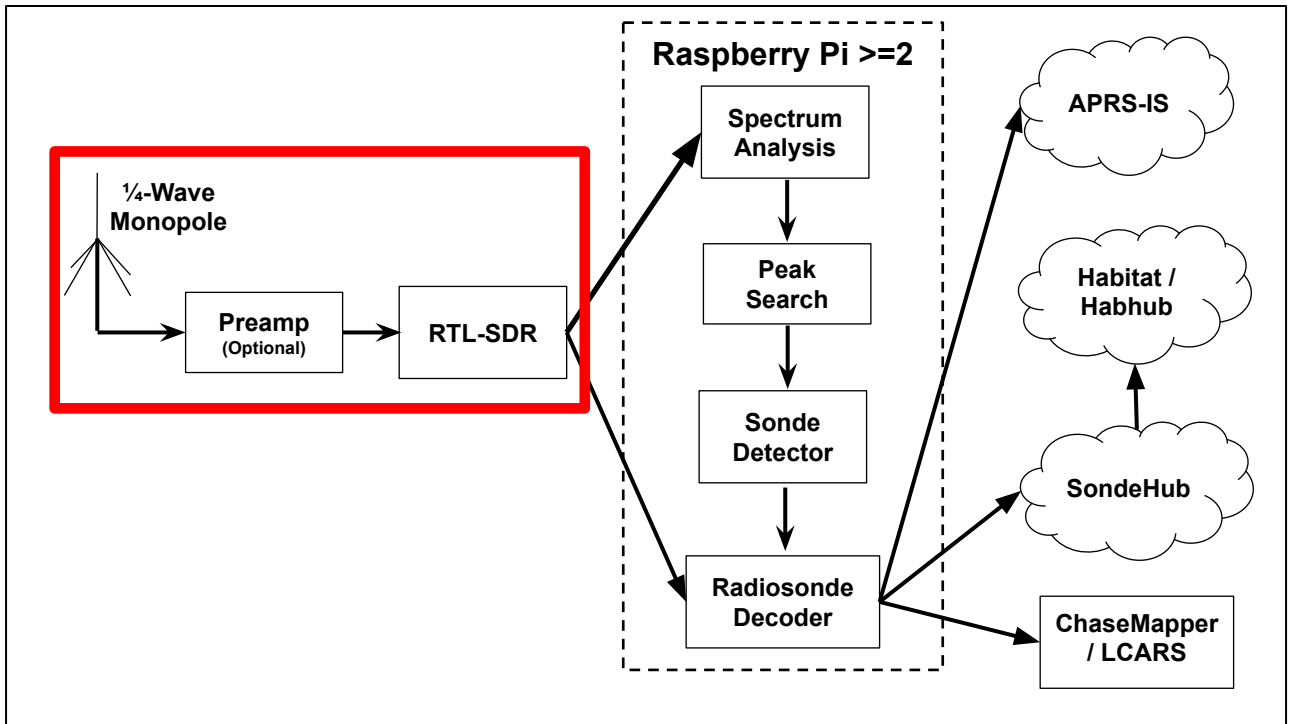 Raspberry Pi >=2
¼-Wave
Monopole
Preamp
(Optional)
RTL-SDR
Spectrum
Analysis
Peak
Search
Sonde
Detector
Radiosonde
Decoder
APRS-IS
Habitat /
Habhub
SondeHub
ChaseMapper
/ LCARS